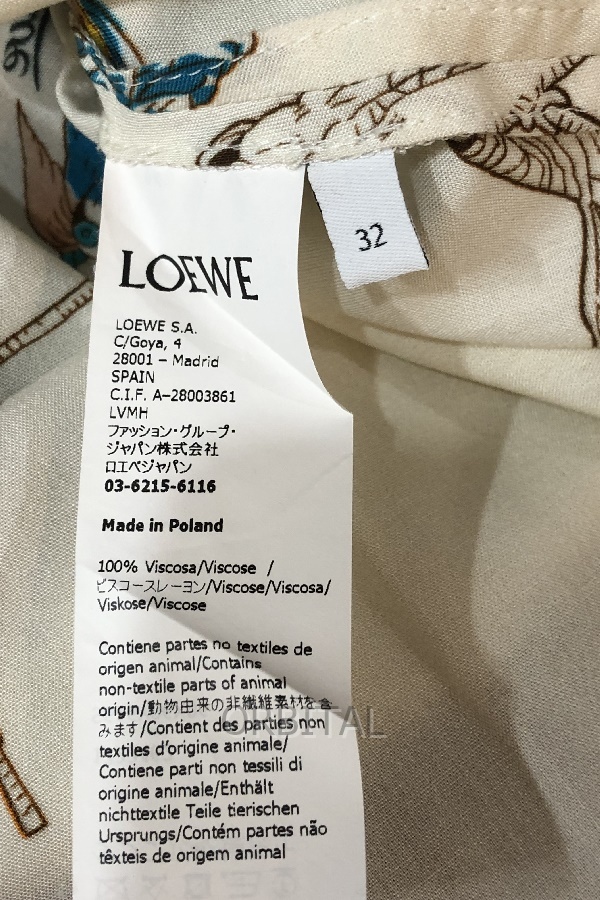 32
LOEWE
LOEWE S.A.
C/Goya, 4
28001 – Madrid
SPAIN
C.I.F. A–28003861
LVMH
ファッション・グループ・
ジャパン株式会社
ロエベジャパン
03-6215-6116
Made in Poland
100% Viscosa/Viscose /
ビスコースレーヨン/Viscose/Viscosa/
Viskose/Viscose
Contiene partes no textiles de
origen animal/Contains
non-textile parts of animal
origin/動物由来の非繊維素材を含
みます/Contient des parties non
textiles d'origine animale/
Contiene parti non tessili di
origine animale/Enthält
nichttextile Teile tierischen
Ursprungs/Contém partes não
têxteis de origem animal
ORBITAL